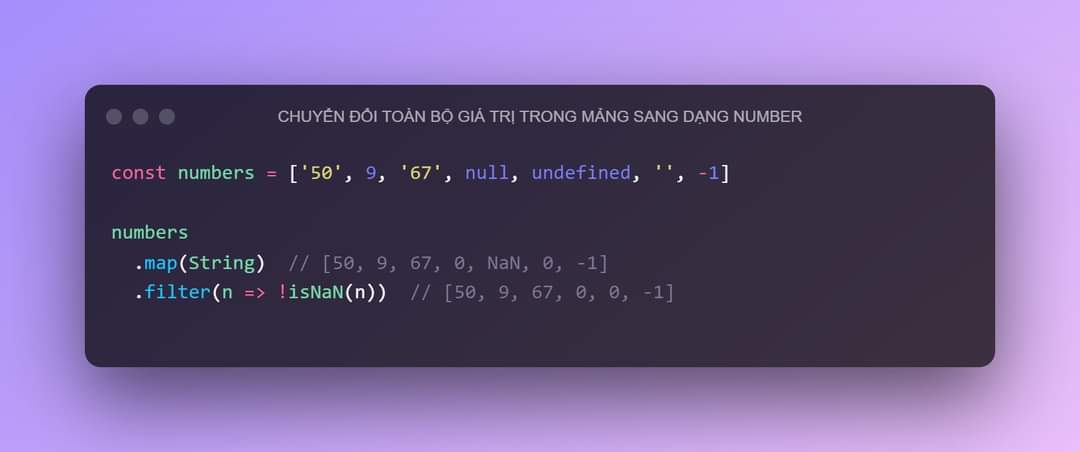 CHUYỂN ĐỔI TOÀN BỘ GIÁ TRỊ TRONG MẢNG SANG DẠNG NUMBER
const numbers = ['50', 9, '67', null, undefined, '', -1]
numbers
.map(String) // [50, 9, 67, 0, NaN, 0, -1]
.filter(n => !isNaN(n)) // [50, 9, 67, 0, 0, -1]